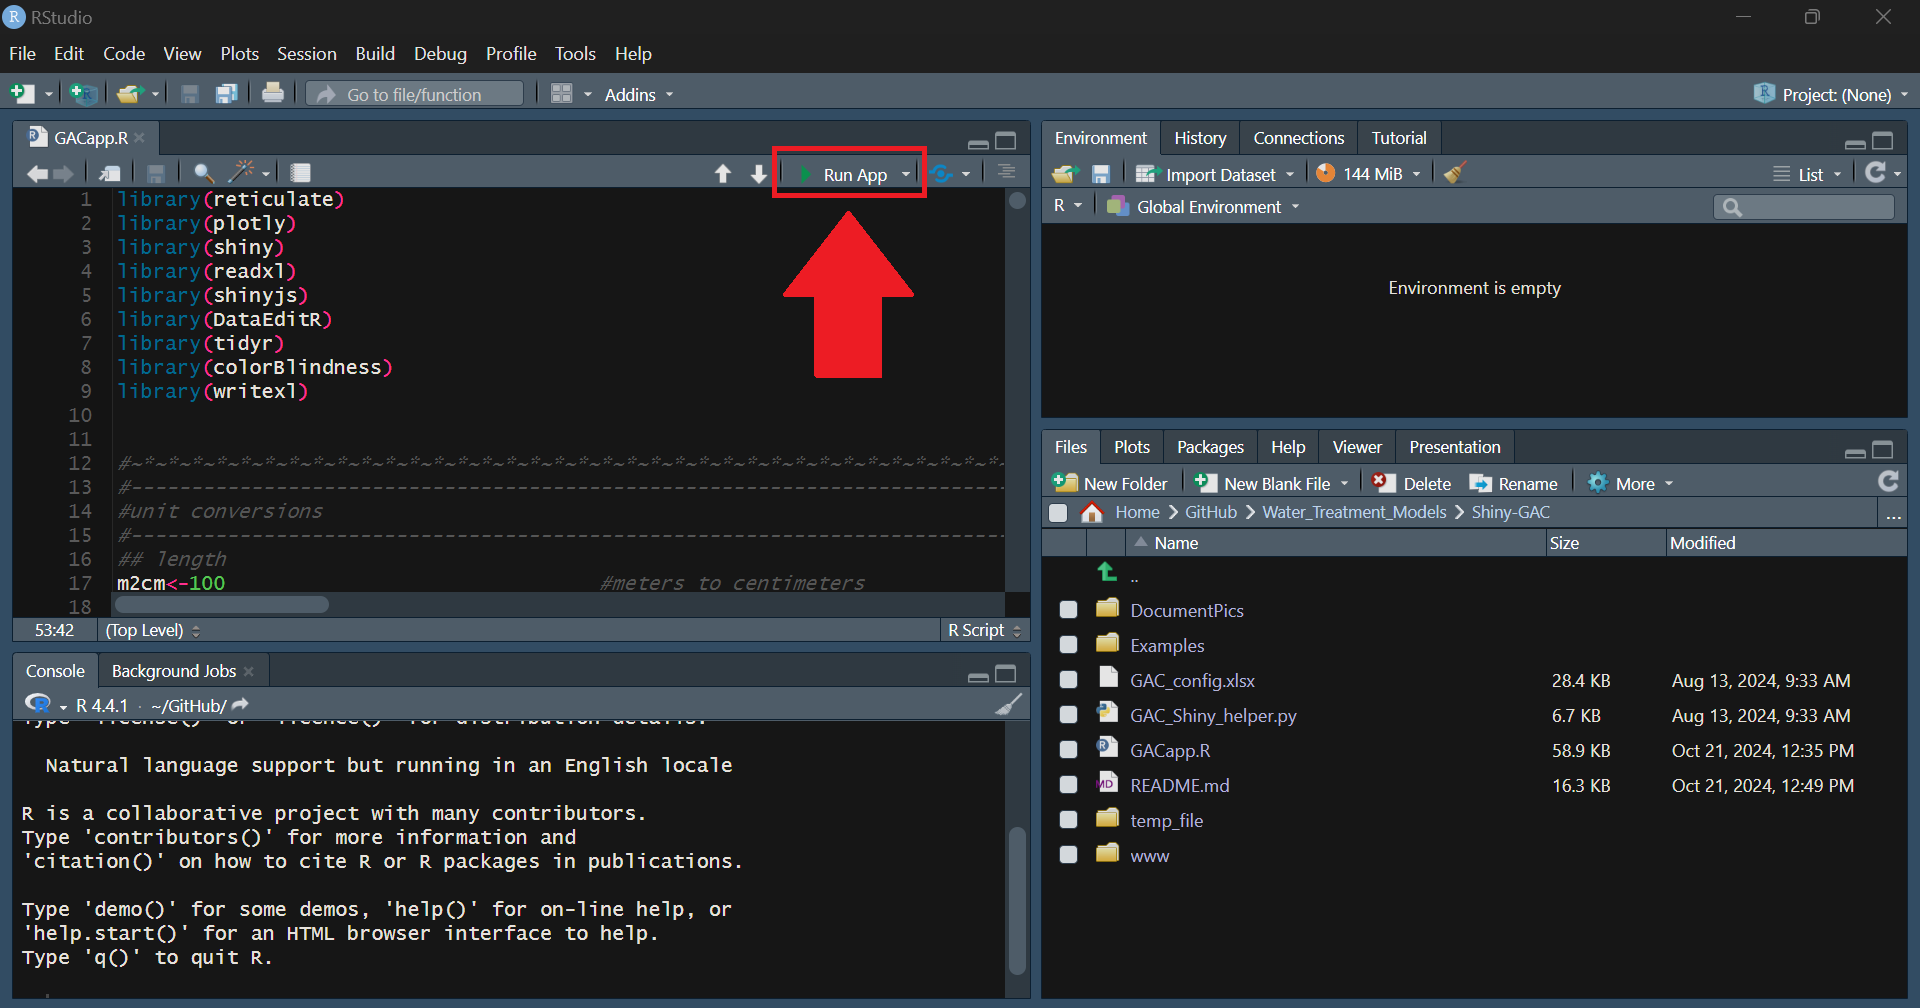 RStudio
File Edit Code View Plots Session Build Debug Profile Tools Help
Go to file/function Addins Project: (None)
GACapp.R
Run App
1 library(reticulate)
2 library(plotly)
3 library(shiny)
4 library(readxl)
5 library(shinyjs)
6 library(DataEditR)
7 library(tidyr)
8 library(colorBlindness)
9 library(writexl)
10
11
12 #~*~*~*~*~*~*~*~*~*~*~*~*~*~*~*~*~*~*~*~*~*~*~*~*~*~*~*~*~*~*~*~*~*~*~*~*~
13 #--------------------------------------------------------------------------
14 #unit conversions
15 #--------------------------------------------------------------------------
16 ## length
17 m2cm<-100 #meters to centimeters
18
53:42 (Top Level) R Script
Console Background Jobs
R 4.4.1 · ~/GitHub/
Natural language support but running in an English locale
R is a collaborative project with many contributors.
Type 'contributors()' for more information and
'citation()' on how to cite R or R packages in publications.
Type 'demo()' for some demos, 'help()' for on-line help, or
'help.start()' for an HTML browser interface to help.
Type 'q()' to quit R.
Environment History Connections Tutorial
Import Dataset 144 MiB List
R Global Environment
Environment is empty
Files Plots Packages Help Viewer Presentation
New Folder New Blank File Delete Rename More
Home GitHub Water_Treatment_Models Shiny-GAC ...
Name Size Modified
..
DocumentPics
Examples
GAC_config.xlsx 28.4 KB Aug 13, 2024, 9:33 AM
GAC_Shiny_helper.py 6.7 KB Aug 13, 2024, 9:33 AM
GACapp.R 58.9 KB Oct 21, 2024, 12:35 PM
README.md 16.3 KB Oct 21, 2024, 12:49 PM
temp_file
www